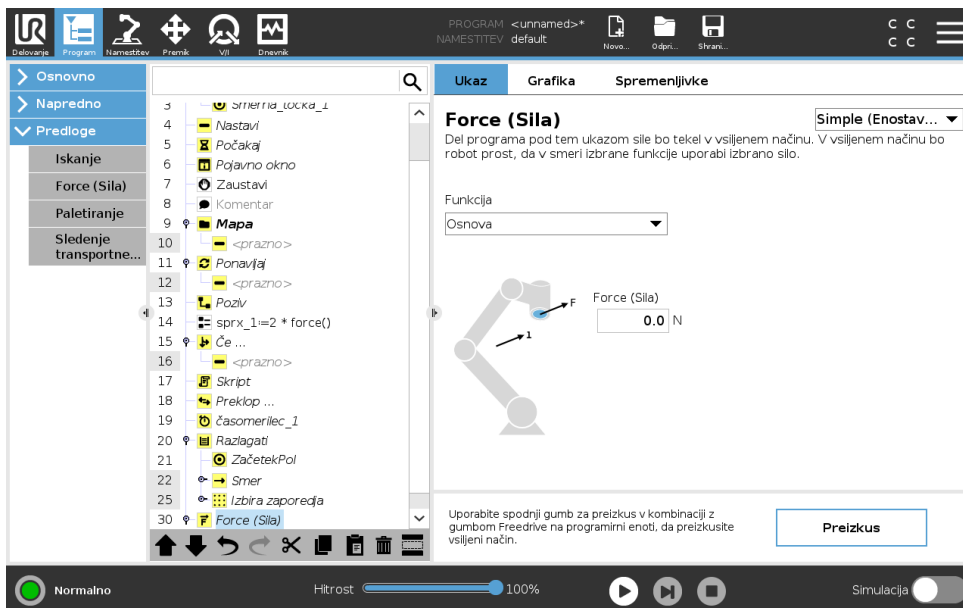 PROGRAM <unnamed>*
NAMESTITEV default
Delovanje Program Namestitev Premik V/I Dnevnik Novo... Odpri... Shrani...
C C
C C
Osnovno
Napredno
Predloge
Iskanje
Force (Sila)
Paletiranje
Sledenje
transportne...
3 Smerna_točka_1
4 Nastavi
5 Počakaj
6 Pojavno okno
7 Zaustavi
8 Komentar
9 Mapa
10 <prazno>
11 Ponavljaj
12 <prazno>
13 Poziv
14 sprx_1:=2 * force()
15 Če ...
16 <prazno>
17 Skript
18 Preklop ...
19 časomerilec_1
20 Razlagati
21 ZačetekPol
22 Smer
25 Izbira zaporedja
30 Force (Sila)
Ukaz Grafika Spremenljivke
Force (Sila)
Simple (Enostav...
Del programa pod tem ukazom sile bo tekel v vsiljenem načinu. V vsiljenem načinu bo
robot prost, da v smeri izbrane funkcije uporabi izbrano silo.
Funkcija
Osnova
F
1
Force (Sila)
0.0 N
Uporabite spodnji gumb za preizkus v kombinaciji z
gumbom Freedrive na programirni enoti, da preizkusite
vsiljeni način.
Preizkus
Normalno
Hitrost 100%
Simulacija